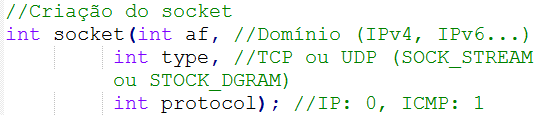 //Criação do socket
int socket(int af, //Domínio (IPv4, IPv6...)
int type, //TCP ou UDP (SOCK_STREAM
ou STOCK_DGRAM)
int protocol); //IP: 0, ICMP: 1